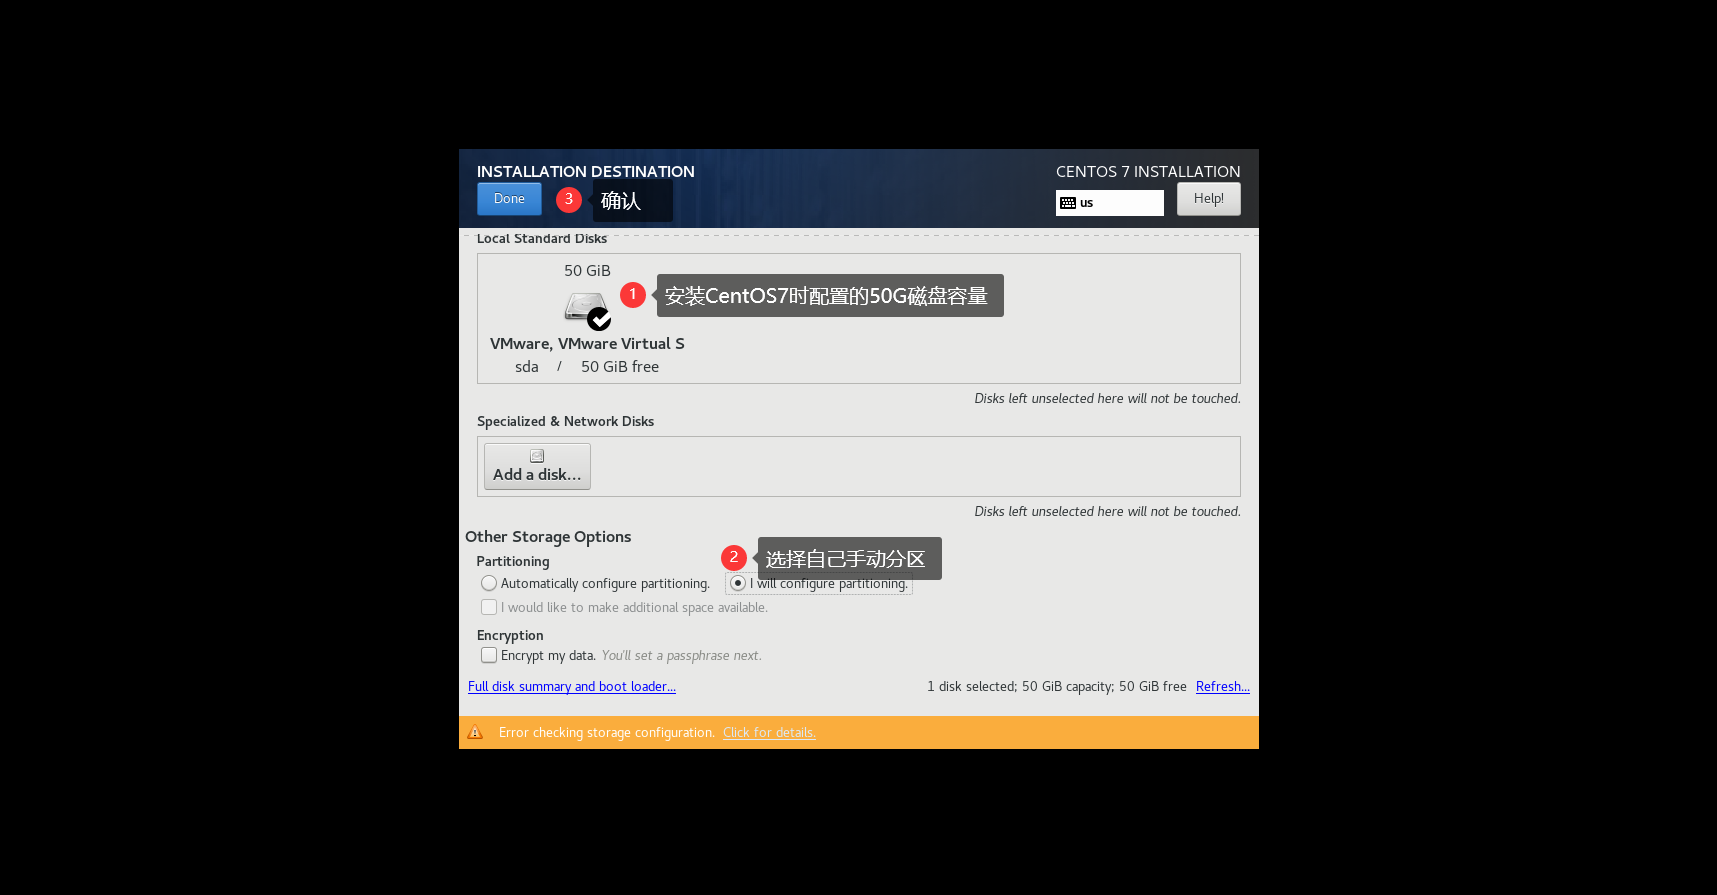 INSTALLATION DESTINATION
CENTOS 7 INSTALLATION
Done
3
确认
us
Help!
Local Standard Disks
50 GiB
1
安装CentOS7时配置的50G磁盘容量
VMware, VMware Virtual S
sda / 50 GiB free
Disks left unselected here will not be touched.
Specialized & Network Disks
Add a disk...
Disks left unselected here will not be touched.
Other Storage Options
2
选择自己手动分区
Partitioning
Automatically configure partitioning.
I will configure partitioning.
I would like to make additional space available.
Encryption
Encrypt my data. You'll set a passphrase next.
Full disk summary and boot loader...
1 disk selected; 50 GiB capacity; 50 GiB free Refresh...
Error checking storage configuration. Click for details.